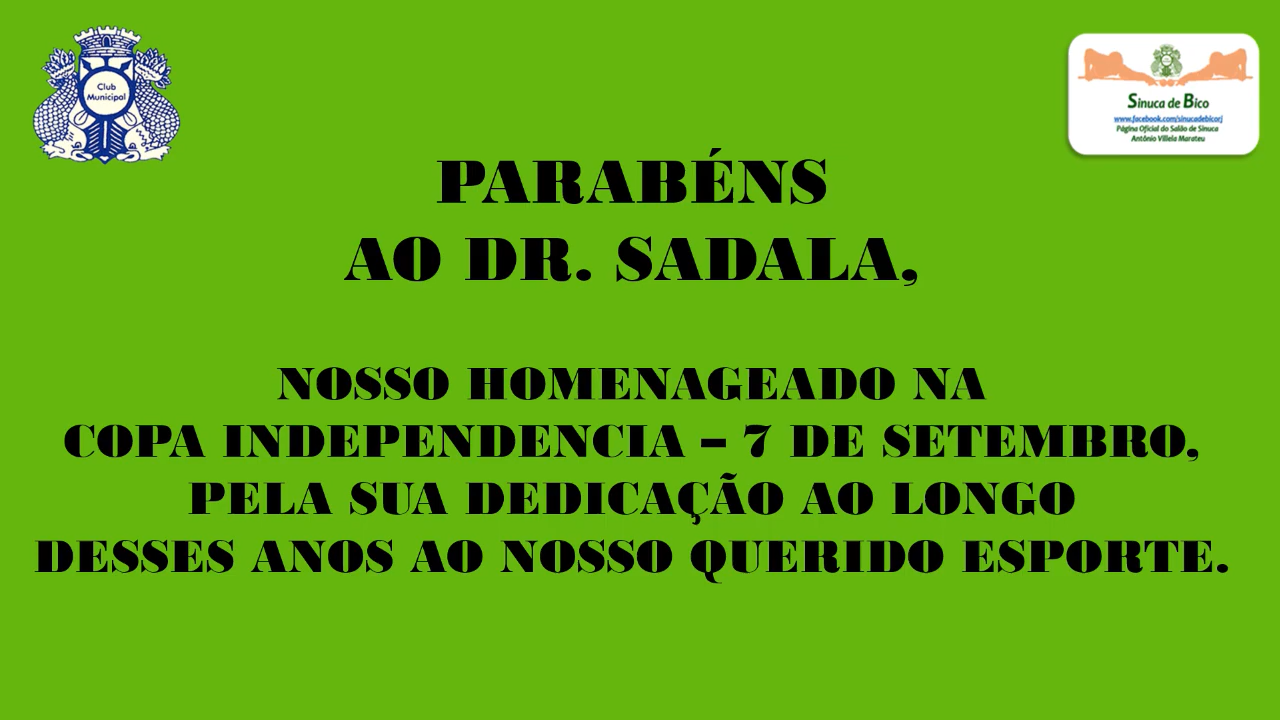 Club
Municipal
Sinuca de Bico
www.facebook.com/sinucadebicorj
Página Oficial do Salão de Sinuca
Antônio Villela Marateu
PARABÉNS
AO DR. SADALA,
NOSSO HOMENAGEADO NA
COPA INDEPENDENCIA – 7 DE SETEMBRO,
PELA SUA DEDICAÇÃO AO LONGO
DESSES ANOS AO NOSSO QUERIDO ESPORTE.